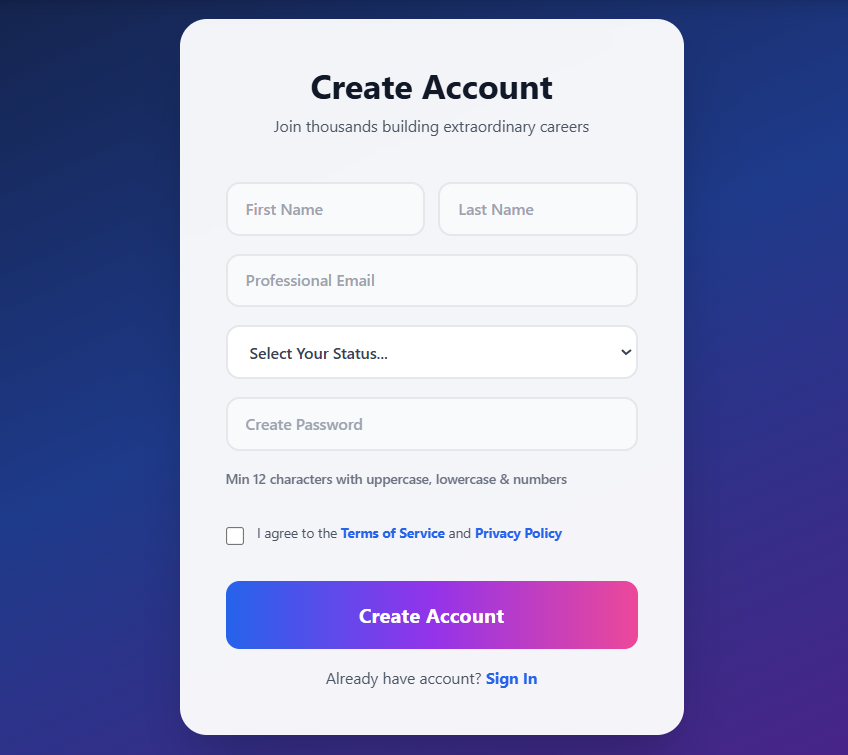 Create Account
Join thousands building extraordinary careers
First Name
Last Name
Professional Email
Select Your Status...
Create Password
Min 12 characters with uppercase, lowercase & numbers
I agree to the Terms of Service and Privacy Policy
Create Account
Already have account? Sign In